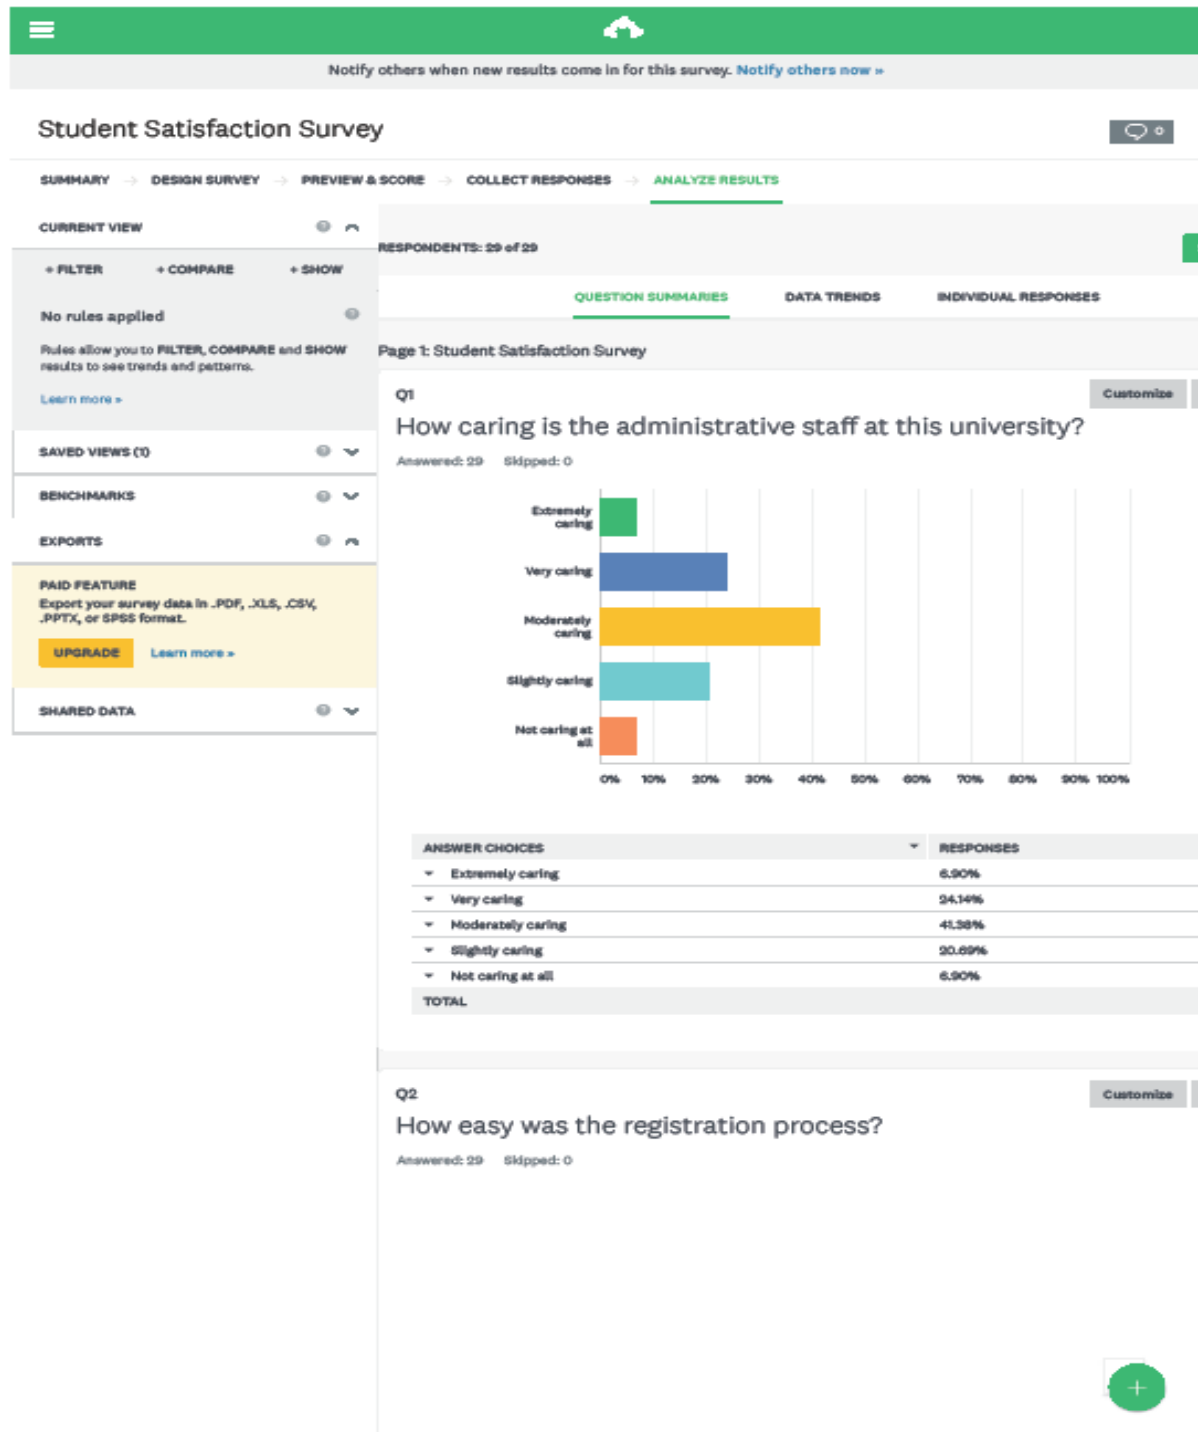 Notify others when new results come in for this survey. Notify others now »
Student Satisfaction Survey
0
SUMMARY → DESIGN SURVEY → PREVIEW & SCORE → COLLECT RESPONSES → ANALYZE RESULTS
CURRENT VIEW
+ FILTER + COMPARE + SHOW
No rules applied
Rules allow you to FILTER, COMPARE and SHOW
results to see trends and patterns.
Learn more »
SAVED VIEWS (1)
BENCHMARKS
EXPORTS
PAID FEATURE
Export your survey data in .PDF, .XLS, .CSV,
.PPTX, or SPSS format.
UPGRADE Learn more »
SHARED DATA
RESPONDENTS: 29 of 29
QUESTION SUMMARIES DATA TRENDS INDIVIDUAL RESPONSES
Page 1: Student Satisfaction Survey
Q1
Customize
How caring is the administrative staff at this university?
Answered: 29 Skipped: 0
Extremely
caring
Very caring
Moderately
caring
Slightly caring
Not caring at
all
0% 10% 20% 30% 40% 50% 60% 70% 80% 90% 100%
ANSWER CHOICES RESPONSES
Extremely caring 6.90%
Very caring 24.14%
Moderately caring 41.38%
Slightly caring 20.69%
Not caring at all 6.90%
TOTAL
Q2
Customize
How easy was the registration process?
Answered: 29 Skipped: 0
+